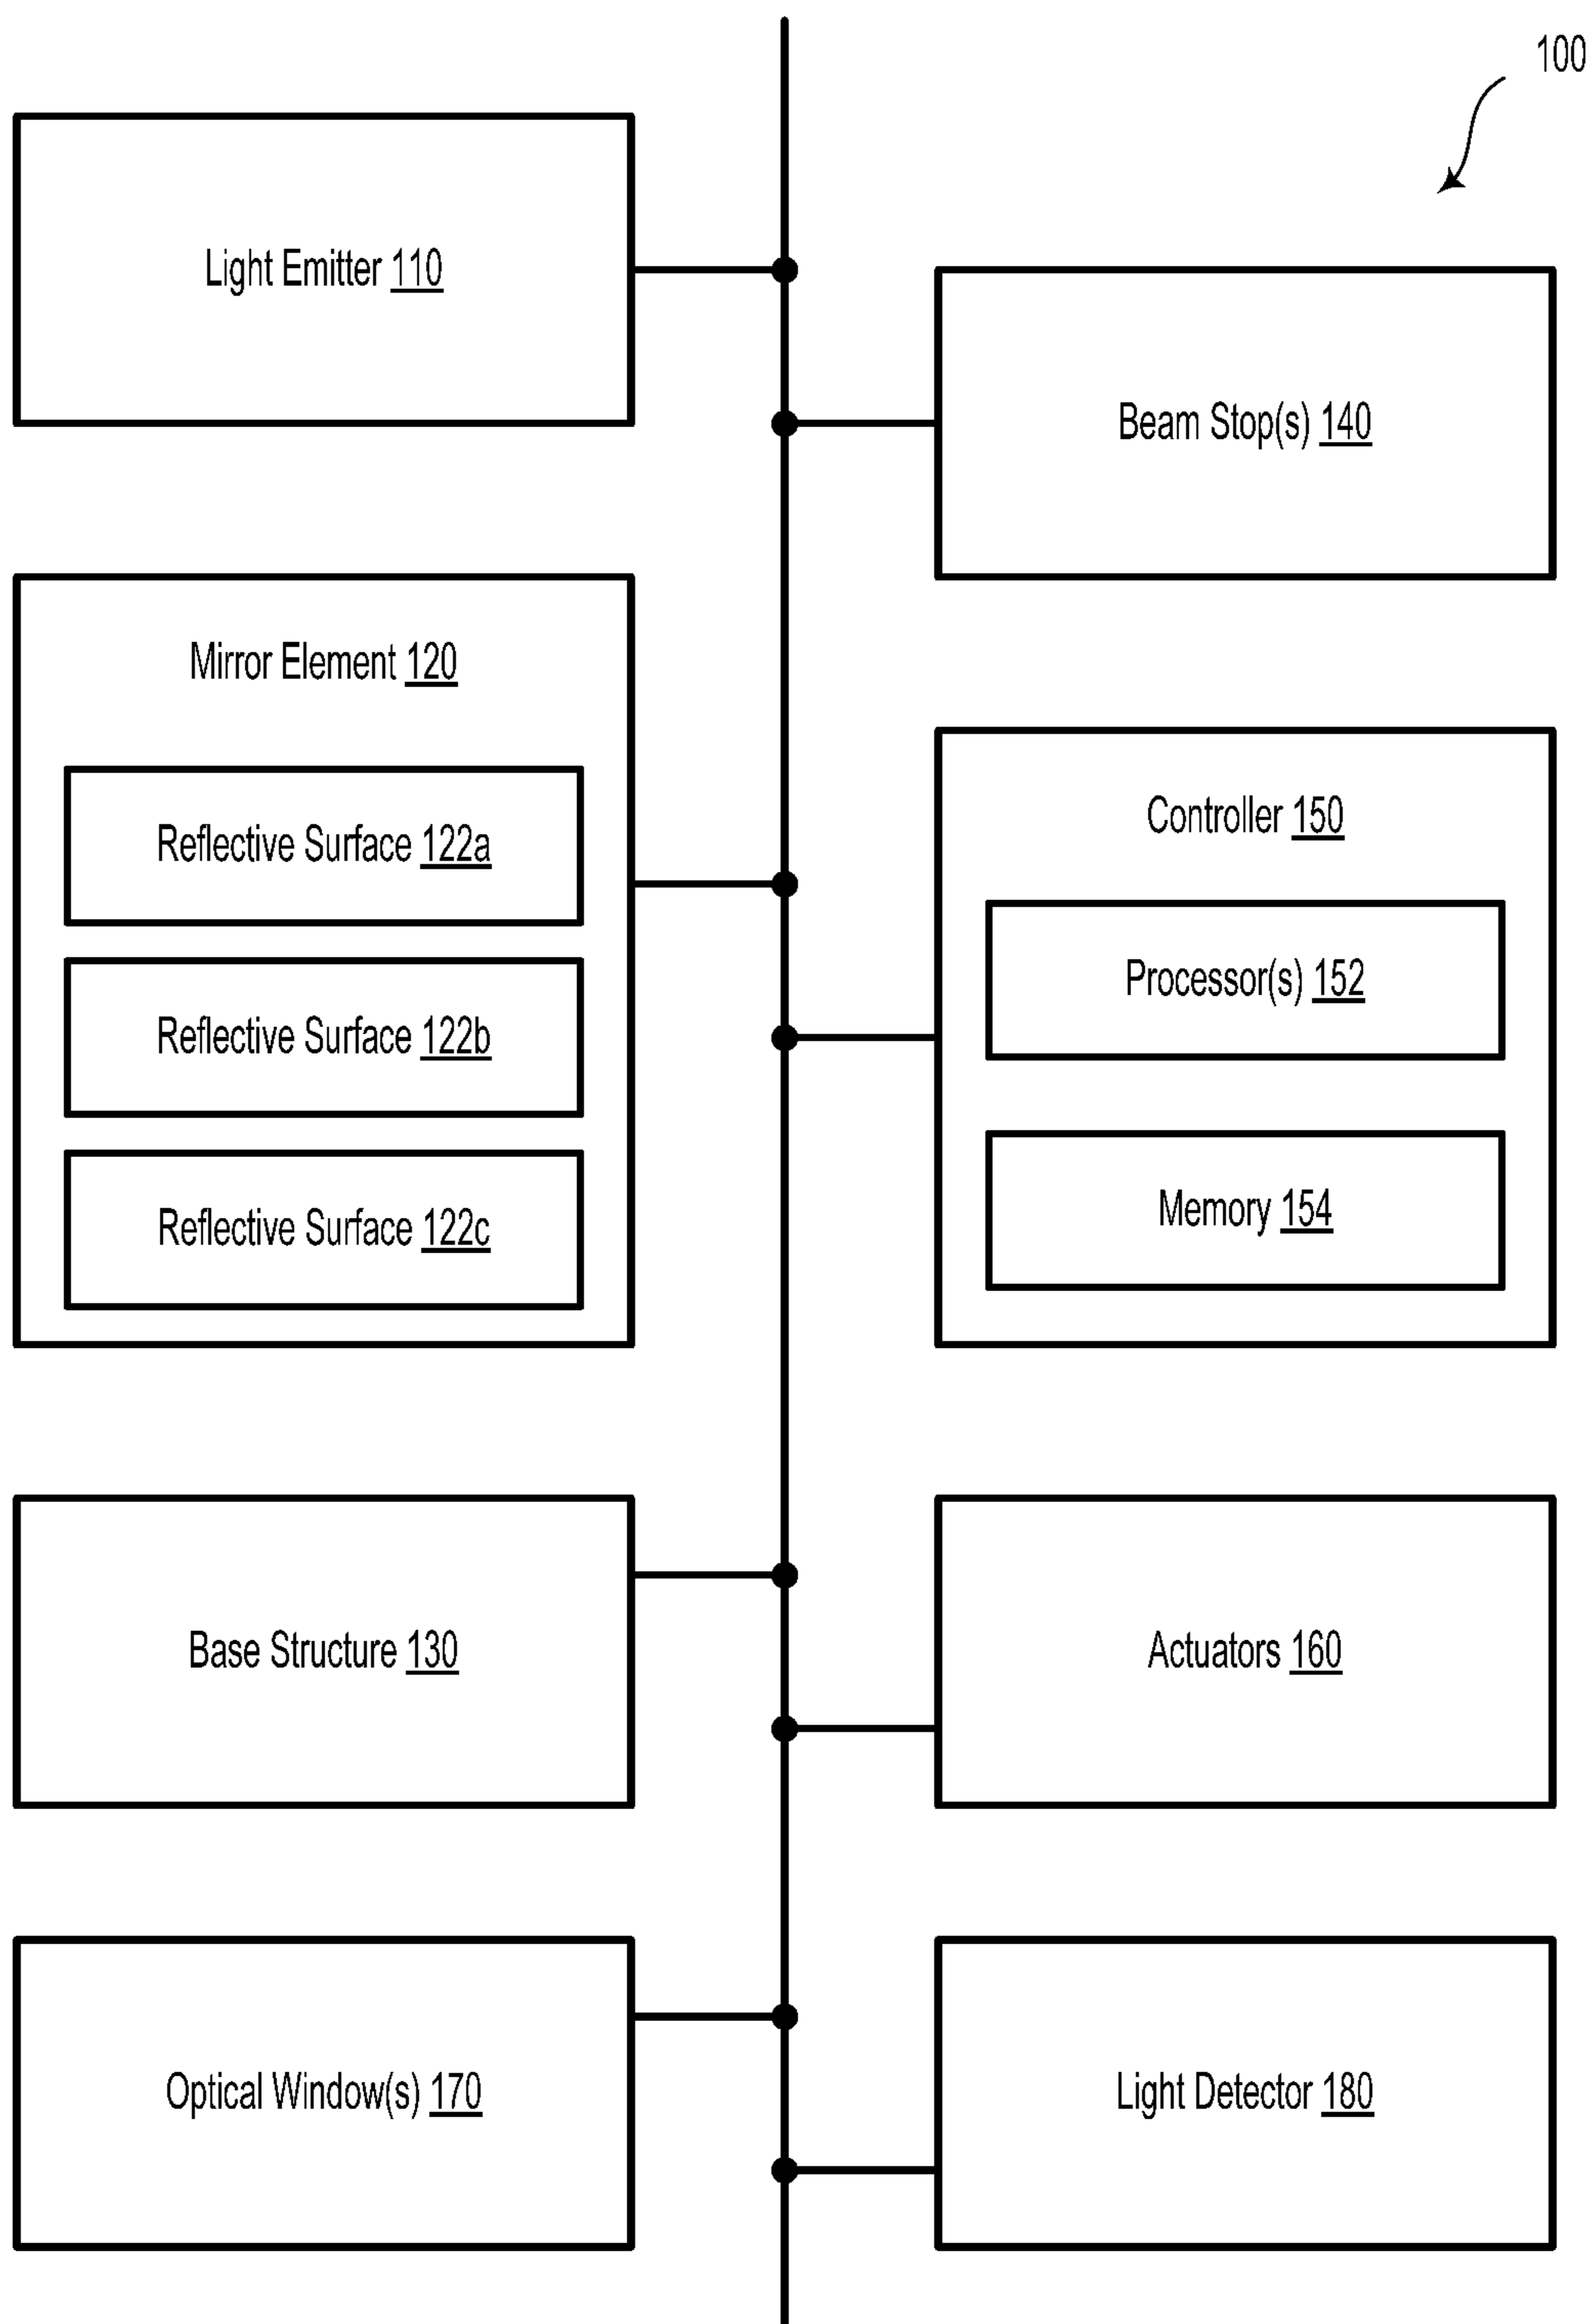 100
Light Emitter 110
Beam Stop(s) 140
Mirror Element 120
Reflective Surface 122a
Reflective Surface 122b
Reflective Surface 122c
Controller 150
Processor(s) 152
Memory 154
Base Structure 130
Actuators 160
Optical Window(s) 170
Light Detector 180